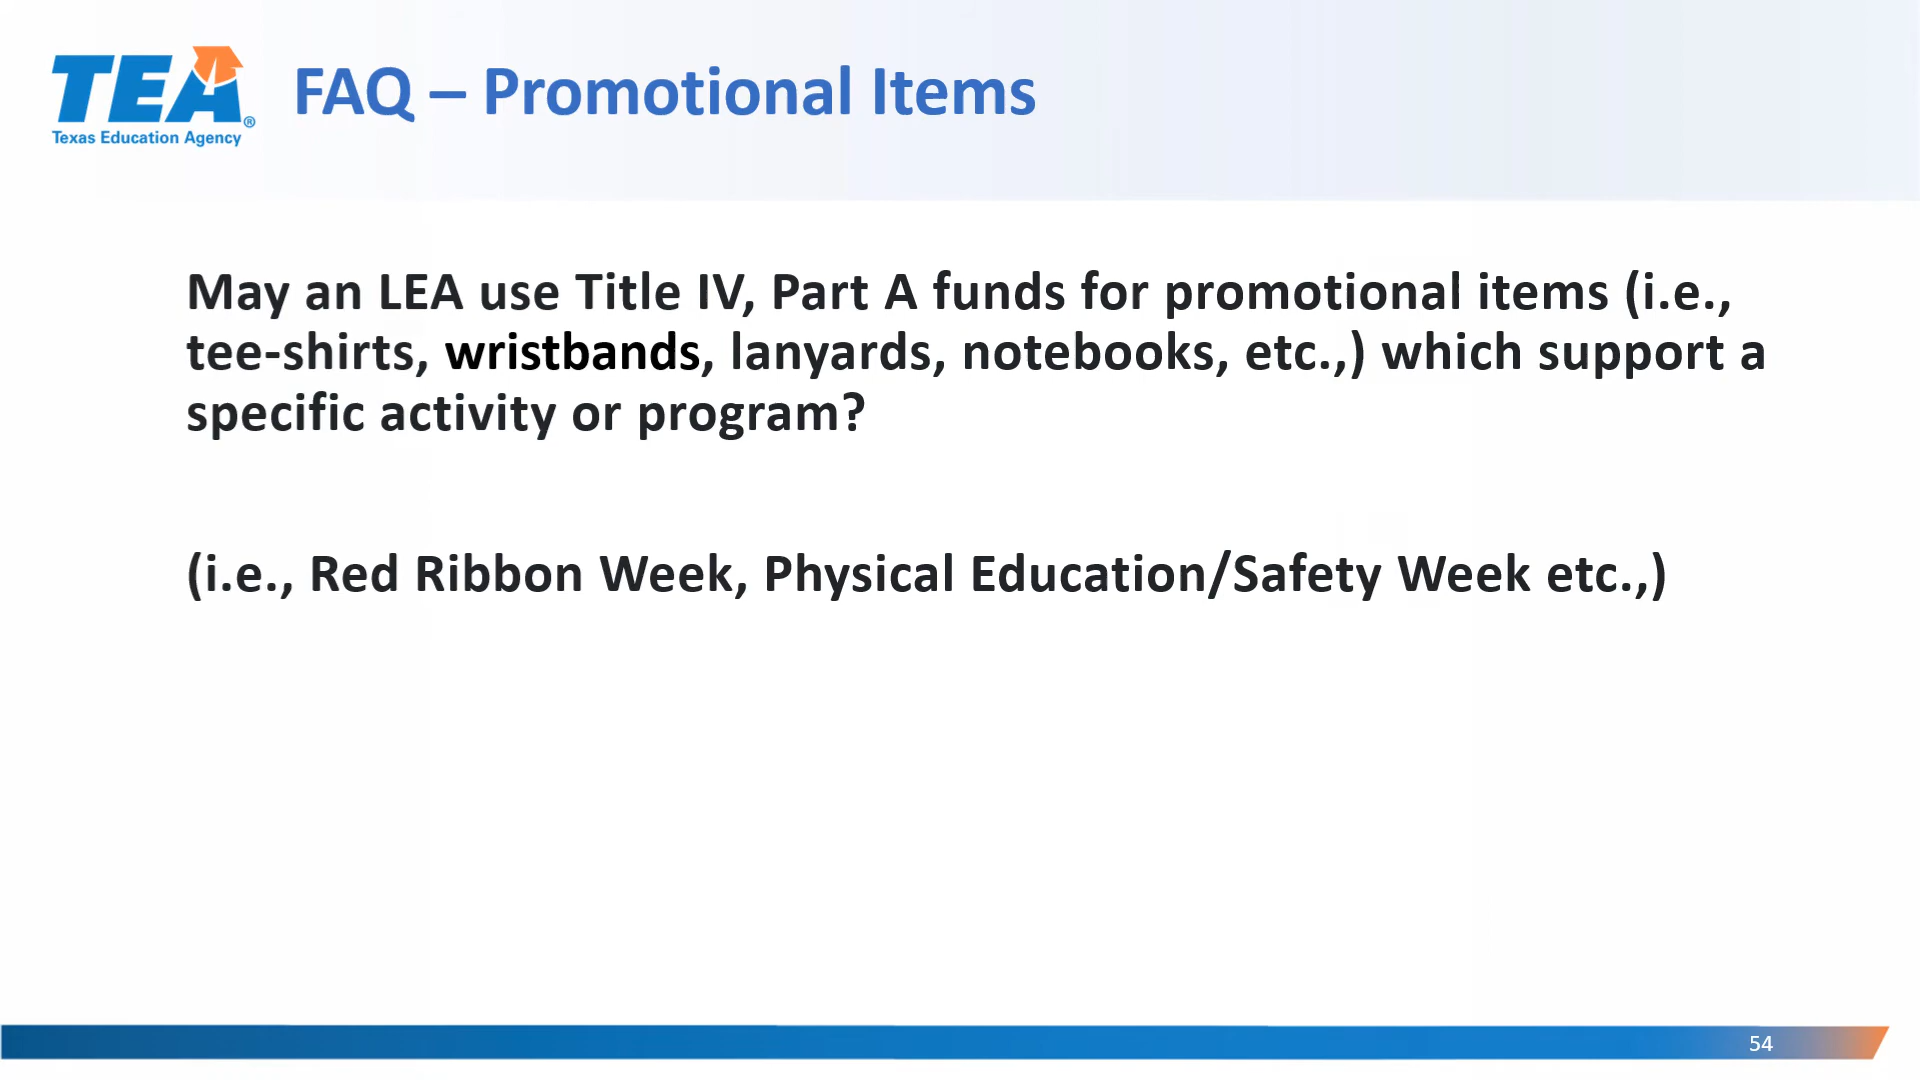 TEA®
Texas Education Agency
FAQ – Promotional Items
May an LEA use Title IV, Part A funds for promotional items (i.e.,
tee-shirts, wristbands, lanyards, notebooks, etc.,) which support a
specific activity or program?
(i.e., Red Ribbon Week, Physical Education/Safety Week etc.,)
54